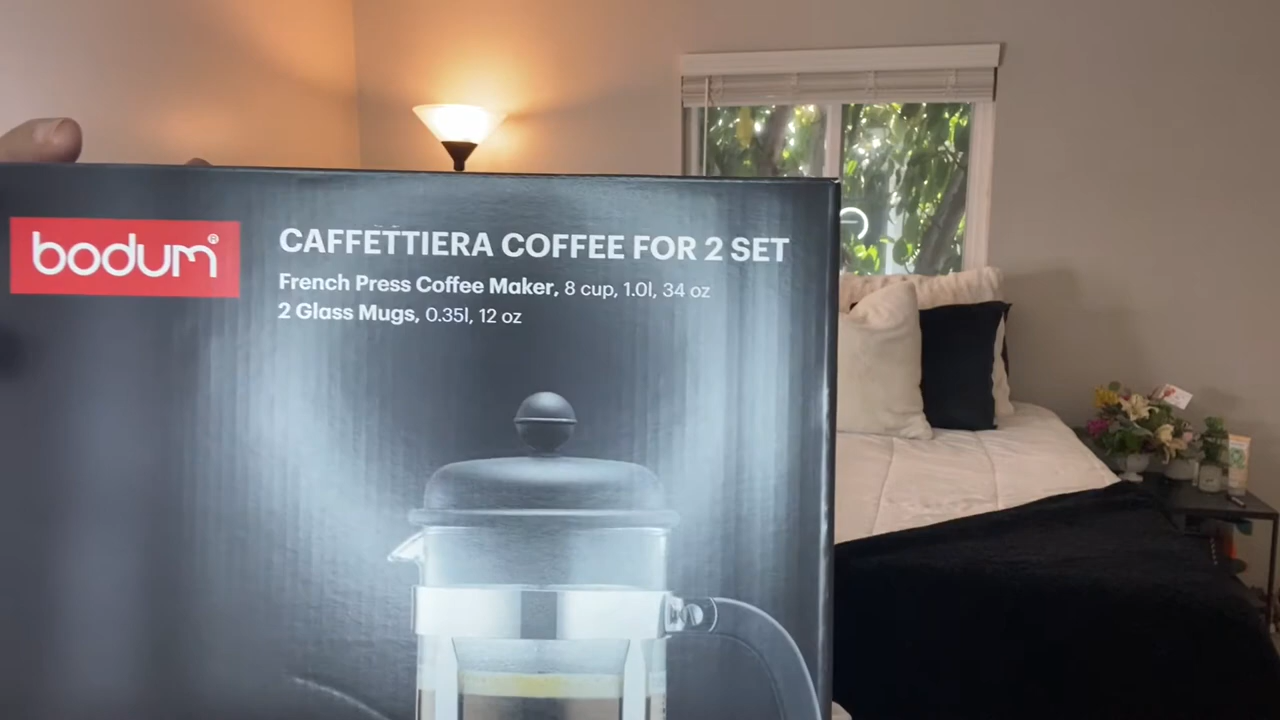 bodum®
CAFFETTIERA COFFEE FOR 2 SET
French Press Coffee Maker, 8 cup, 1.0l, 34 oz
2 Glass Mugs, 0.35l, 12 oz